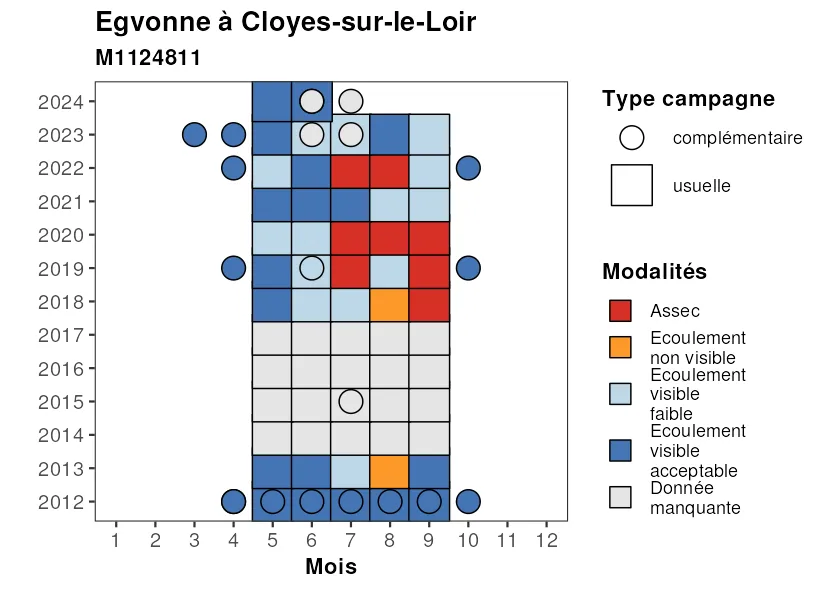 Egvonne à Cloyes-sur-le-Loir
M1124811
2024
2023
2022
2021
2020
2019
2018
2017
2016
2015
2014
2013
2012
1 2 3 4 5 6 7 8 9 10 11 12
Mois
Type campagne
complémentaire
usuelle
Modalités
Assec
Ecoulement
non visible
Ecoulement
visible
faible
Ecoulement
visible
acceptable
Donnée
manquante